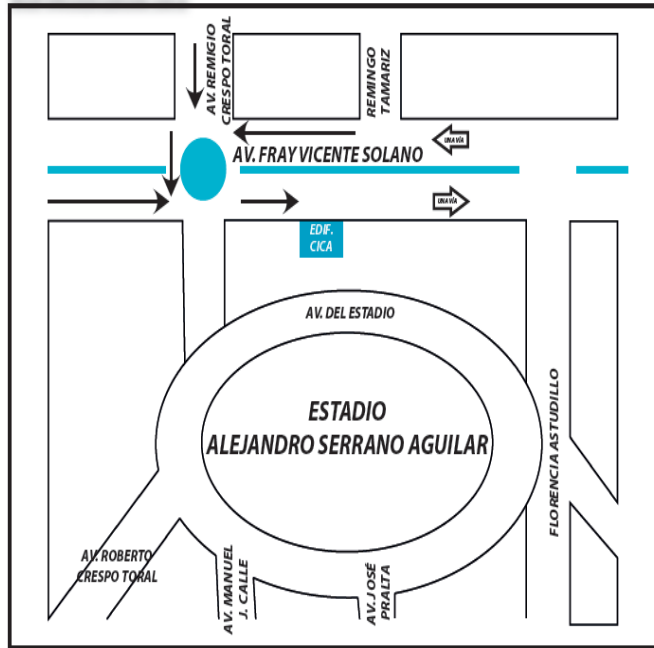 AV. REMIGIO
CRESPO TORAL
REMINGO
TAMARIZ
UNA VÍA
AV. FRAY VICENTE SOLANO
UNA VÍA
EDIF.
CICA
AV. DEL ESTADIO
ESTADIO
ALEJANDRO SERRANO AGUILAR
FLORENCIA ASTUDILLO
AV. ROBERTO
CRESPO TORAL
AV. MANUEL
J. CALLE
AV. JOSÉ
PRALTA